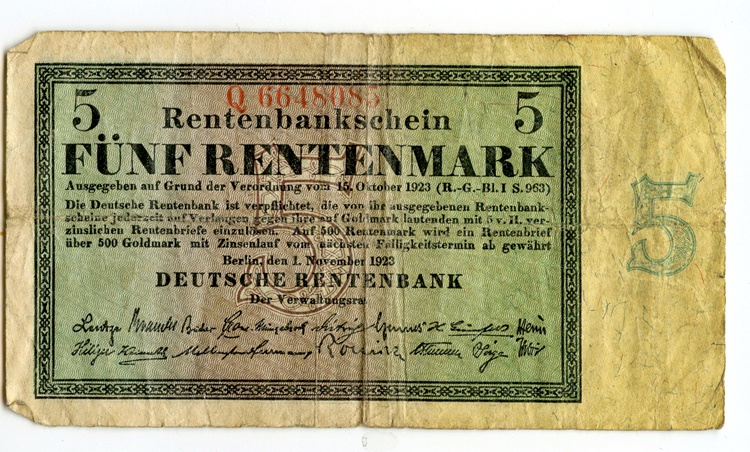 Q 6648085
5 Rentenbankschein 5
FÜNF RENTENMARK
Ausgegeben auf Grund der Verordnung vom 15. Oktober 1923 (R.-G.-Bl. I S. 963)
Die Deutsche Rentenbank ist verpflichtet, die von ihr ausgegebenen Rentenbank-
scheine jederzeit auf Verlangen gegen ihre auf Goldmark lautenden mit 5 v. H. ver-
zinslichen Rentenbriefe einzulösen. Auf 500 Rentenmark wird ein Rentenbrief
über 500 Goldmark mit Zinsenlauf vom nächsten Fälligkeitstermin ab gewährt
Berlin, den 1. November 1923
DEUTSCHE RENTENBANK
Der Verwaltungsrat
5
5